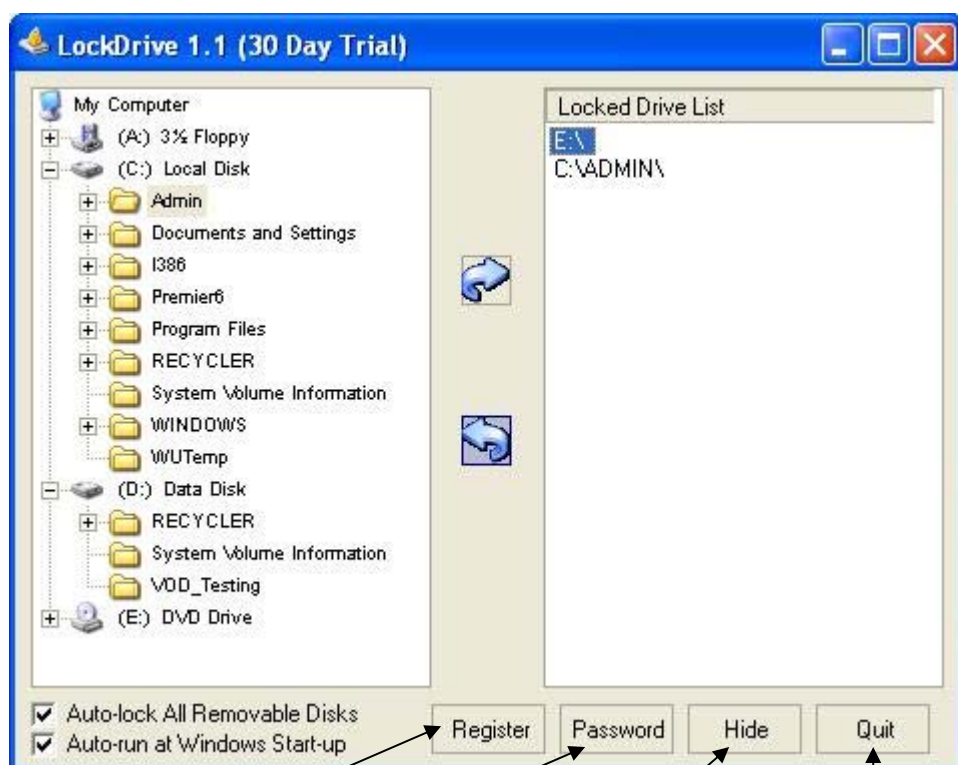 LockDrive 1.1 (30 Day Trial)
My Computer
(A:) 3½ Floppy
(C:) Local Disk
Admin
Documents and Settings
I386
Premier6
Program Files
RECYCLER
System Volume Information
WINDOWS
WUTemp
(D:) Data Disk
RECYCLER
System Volume Information
VOD_Testing
(E:) DVD Drive
Locked Drive List
E:\
C:\ADMIN\
Auto-lock All Removable Disks
Auto-run at Windows Start-up
Register
Password
Hide
Quit